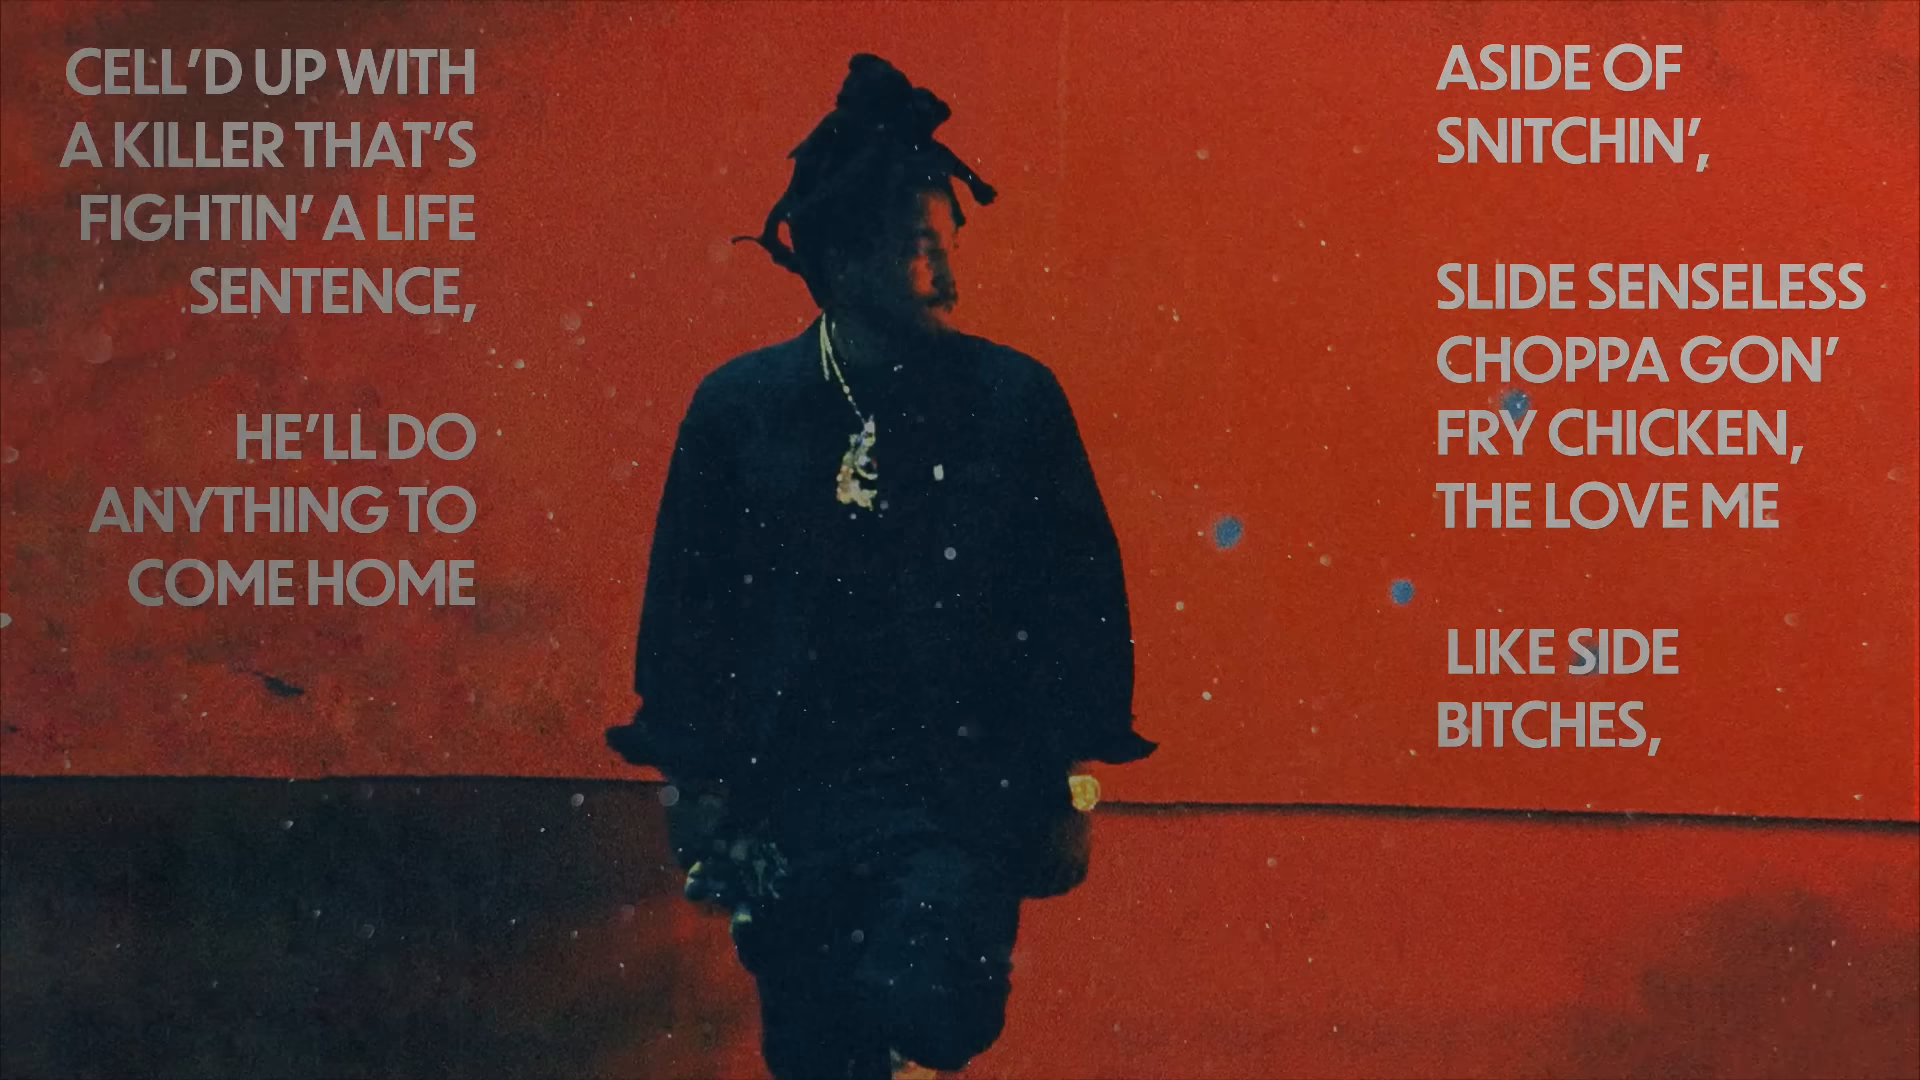 CELL’D UP WITH
A KILLER THAT’S
FIGHTIN’ A LIFE
SENTENCE,
HE’LL DO
ANYTHING TO
COME HOME
ASIDE OF
SNITCHIN’,
SLIDE SENSELESS
CHOPPA GON’
FRY CHICKEN,
THE LOVE ME
LIKE SIDE
BITCHES,